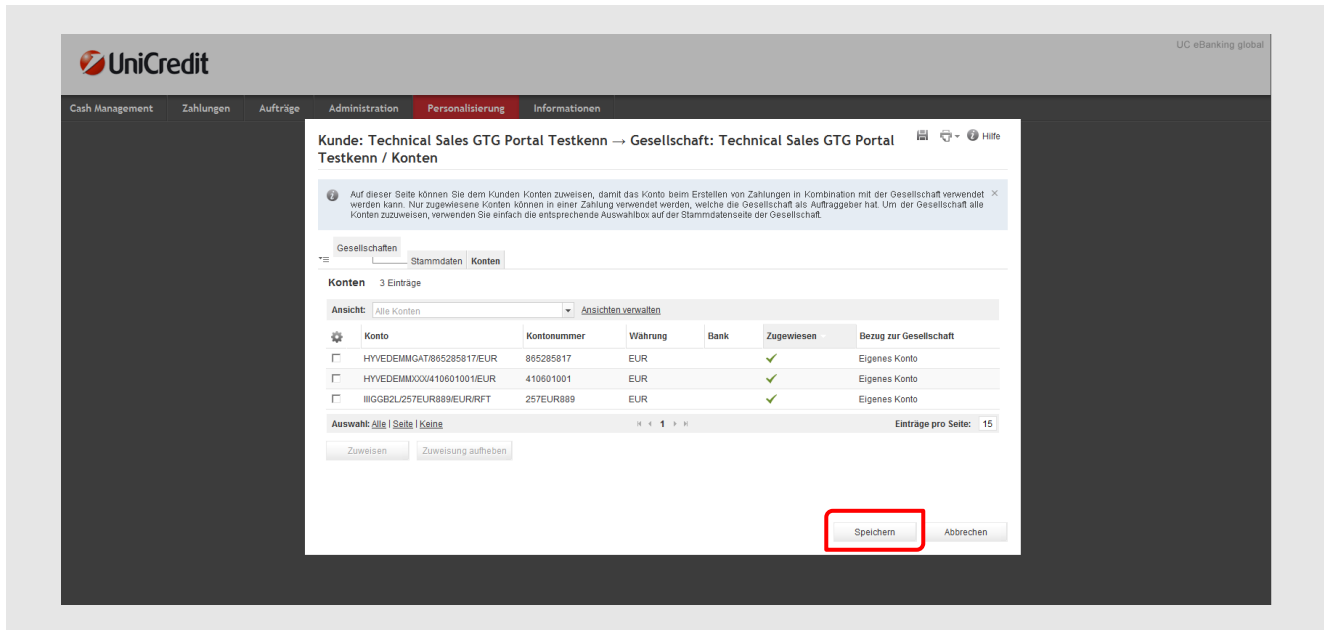 UC eBanking global
UniCredit
Cash Management Zahlungen Aufträge Administration Personalisierung Informationen
Kunde: Technical Sales GTG Portal Testkenn → Gesellschaft: Technical Sales GTG Portal
Testkenn / Konten
Hilfe
Auf dieser Seite können Sie dem Kunden Konten zuweisen, damit das Konto beim Erstellen von Zahlungen in Kombination mit der Gesellschaft verwendet
werden kann. Nur zugewiesene Konten können in einer Zahlung verwendet werden, welche die Gesellschaft als Auftraggeber hat. Um der Gesellschaft alle
Konten zuzuweisen, verwenden Sie einfach die entsprechende Auswahlbox auf der Stammdatenseite der Gesellschaft.
Gesellschaften
Stammdaten Konten
Konten 3 Einträge
Ansicht: Alle Konten Ansichten verwalten
Konto Kontonummer Währung Bank Zugewiesen Bezug zur Gesellschaft
HYVEDEMMGAT/865285817/EUR 865285817 EUR Eigenes Konto
HYVEDEMMXXX/410601001/EUR 410601001 EUR Eigenes Konto
IIIGGB2L/257EUR889/EUR/RFT 257EUR889 EUR Eigenes Konto
Auswahl: Alle | Seite | Keine 1 Einträge pro Seite: 15
Zuweisen Zuweisung aufheben
Speichern Abbrechen